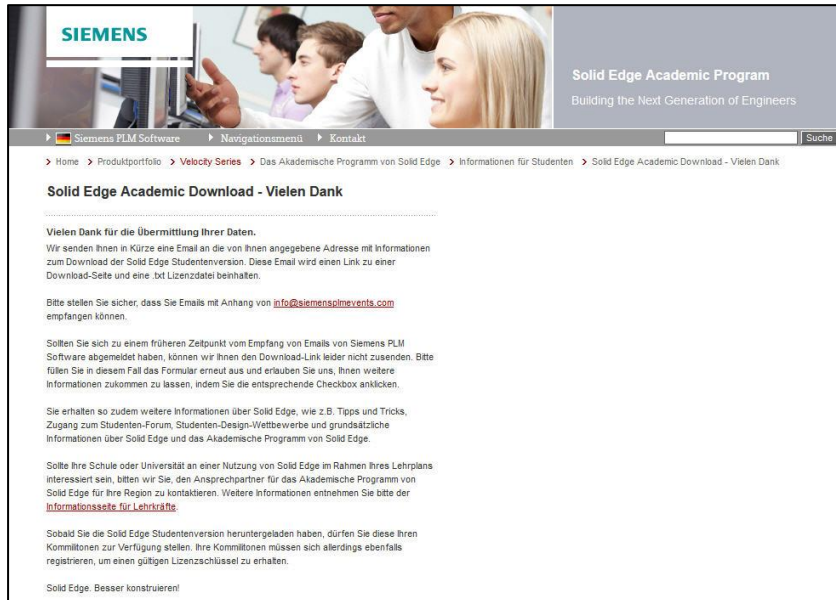 SIEMENS
Solid Edge Academic Program
Building the Next Generation of Engineers
Siemens PLM Software Navigationsmenü Kontakt Suche
Home Produktportfolio Velocity Series Das Akademische Programm von Solid Edge Informationen für Studenten Solid Edge Academic Download - Vielen Dank
Solid Edge Academic Download - Vielen Dank
Vielen Dank für die Übermittlung Ihrer Daten.
Wir senden Ihnen in Kürze eine Email an die von Ihnen angegebene Adresse mit Informationen
zum Download der Solid Edge Studentenversion. Diese Email wird einen Link zu einer
Download-Seite und eine .txt Lizenzdatei beinhalten.
Bitte stellen Sie sicher, dass Sie Emails mit Anhang von info@siemensplmevents.com
empfangen können.
Sollten Sie sich zu einem früheren Zeitpunkt vom Empfang von Emails von Siemens PLM
Software abgemeldet haben, können wir Ihnen den Download-Link leider nicht zusenden. Bitte
füllen Sie in diesem Fall das Formular erneut aus und erlauben Sie uns, Ihnen weitere
Informationen zukommen zu lassen, indem Sie die entsprechende Checkbox anklicken.
Sie erhalten so zudem weitere Informationen über Solid Edge, wie z.B. Tipps und Tricks,
Zugang zum Studenten-Forum, Studenten-Design-Wettbewerbe und grundsätzliche
Informationen über Solid Edge und das Akademische Programm von Solid Edge.
Sollte Ihre Schule oder Universität an einer Nutzung von Solid Edge im Rahmen Ihres Lehrplans
interessiert sein, bitten wir Sie, den Ansprechpartner für das Akademische Programm von
Solid Edge für Ihre Region zu kontaktieren. Weitere Informationen entnehmen Sie bitte der
Informationsseite für Lehrkräfte.
Sobald Sie die Solid Edge Studentenversion heruntergeladen haben, dürfen Sie diese Ihren
Kommilitonen zur Verfügung stellen. Ihre Kommilitonen müssen sich allerdings ebenfalls
registrieren, um einen gültigen Lizenzschlüssel zu erhalten.
Solid Edge. Besser konstruieren!